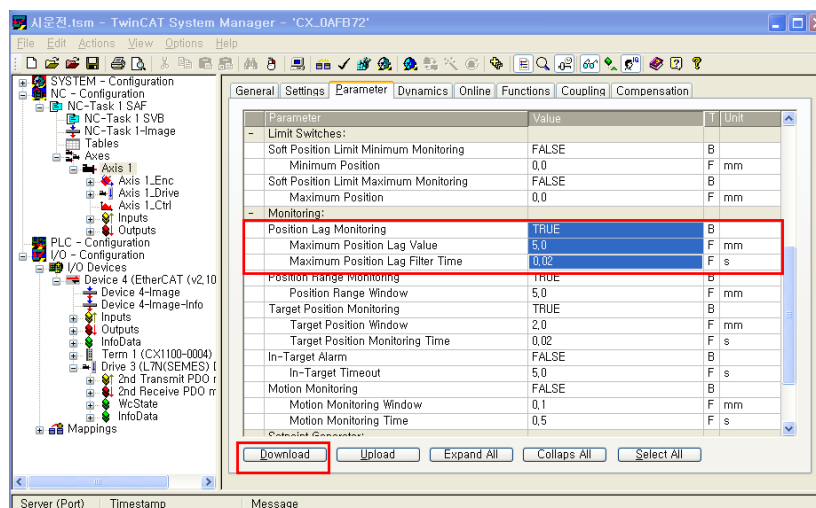 시운전.tsm - TwinCAT System Manager - 'CX_0AFB72'
File Edit Actions View Options Help
SYSTEM - Configuration
NC - Configuration
NC-Task 1 SAF
NC-Task 1 SVB
NC-Task 1-Image
Tables
Axes
Axis 1
Axis 1_Enc
Axis 1_Drive
Axis 1_Ctrl
Inputs
Outputs
PLC - Configuration
I/O - Configuration
I/O Devices
Device 4 (EtherCAT (v2,10
Device 4-Image
Device 4-Image-Info
Inputs
Outputs
InfoData
Term 1 (CX1100-0004)
Drive 3 (L7N(SEMES) [
2nd Transmit PDO r
2nd Receive PDO m
WcState
InfoData
Mappings
General Settings Parameter Dynamics Online Functions Coupling Compensation
Parameter Value T Unit
- Limit Switches:
Soft Position Limit Minimum Monitoring FALSE B
Minimum Position 0,0 F mm
Soft Position Limit Maximum Monitoring FALSE B
Maximum Position 0,0 F mm
- Monitoring:
Position Lag Monitoring TRUE B
Maximum Position Lag Value 5,0 F mm
Maximum Position Lag Filter Time 0,02 F s
Position Range Monitoring TRUE B
Position Range Window 5,0 F mm
Target Position Monitoring TRUE B
Target Position Window 2,0 F mm
Target Position Monitoring Time 0,02 F s
In-Target Alarm FALSE B
In-Target Timeout 5,0 F s
Motion Monitoring FALSE B
Motion Monitoring Window 0,1 F mm
Motion Monitoring Time 0,5 F s
Setpoint Generator:
Download Upload Expand All Collaps All Select All
Server (Port) Timestamp Message